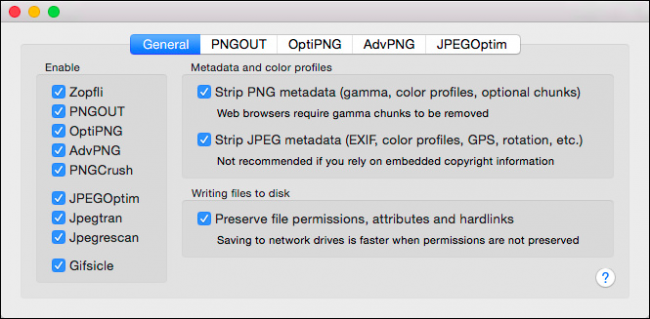 General PNGOUT OptiPNG AdvPNG JPEGOptim
Enable
Zopfli
PNGOUT
OptiPNG
AdvPNG
PNGCrush
JPEGOptim
Jpegtran
Jpegrescan
Gifsicle
Metadata and color profiles
Strip PNG metadata (gamma, color profiles, optional chunks)
Web browsers require gamma chunks to be removed
Strip JPEG metadata (EXIF, color profiles, GPS, rotation, etc.)
Not recommended if you rely on embedded copyright information
Writing files to disk
Preserve file permissions, attributes and hardlinks
Saving to network drives is faster when permissions are not preserved
?